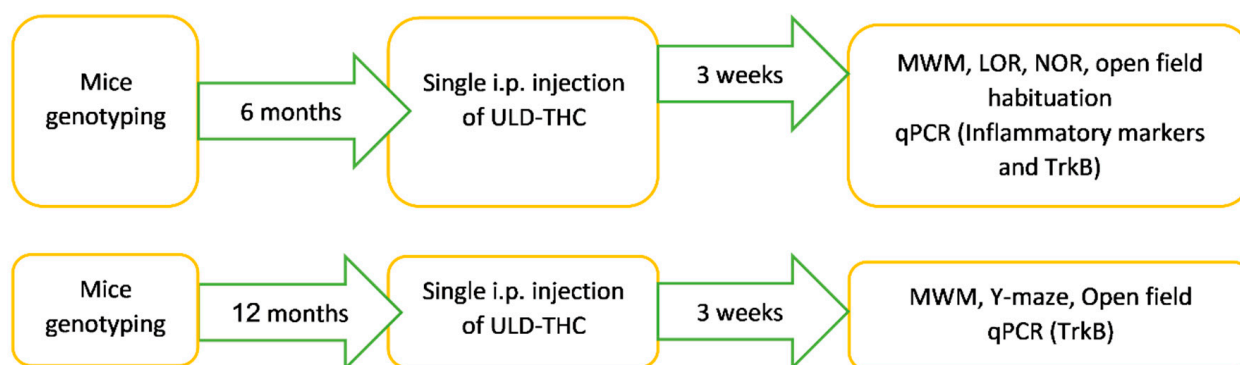 Mice
genotyping
6 months
Single i.p. injection
of ULD-THC
3 weeks
MWM, LOR, NOR, open field
habituation
qPCR (Inflammatory markers
and TrkB)
Mice
genotyping
12 months
Single i.p. injection
of ULD-THC
3 weeks
MWM, Y-maze, Open field
qPCR (TrkB)